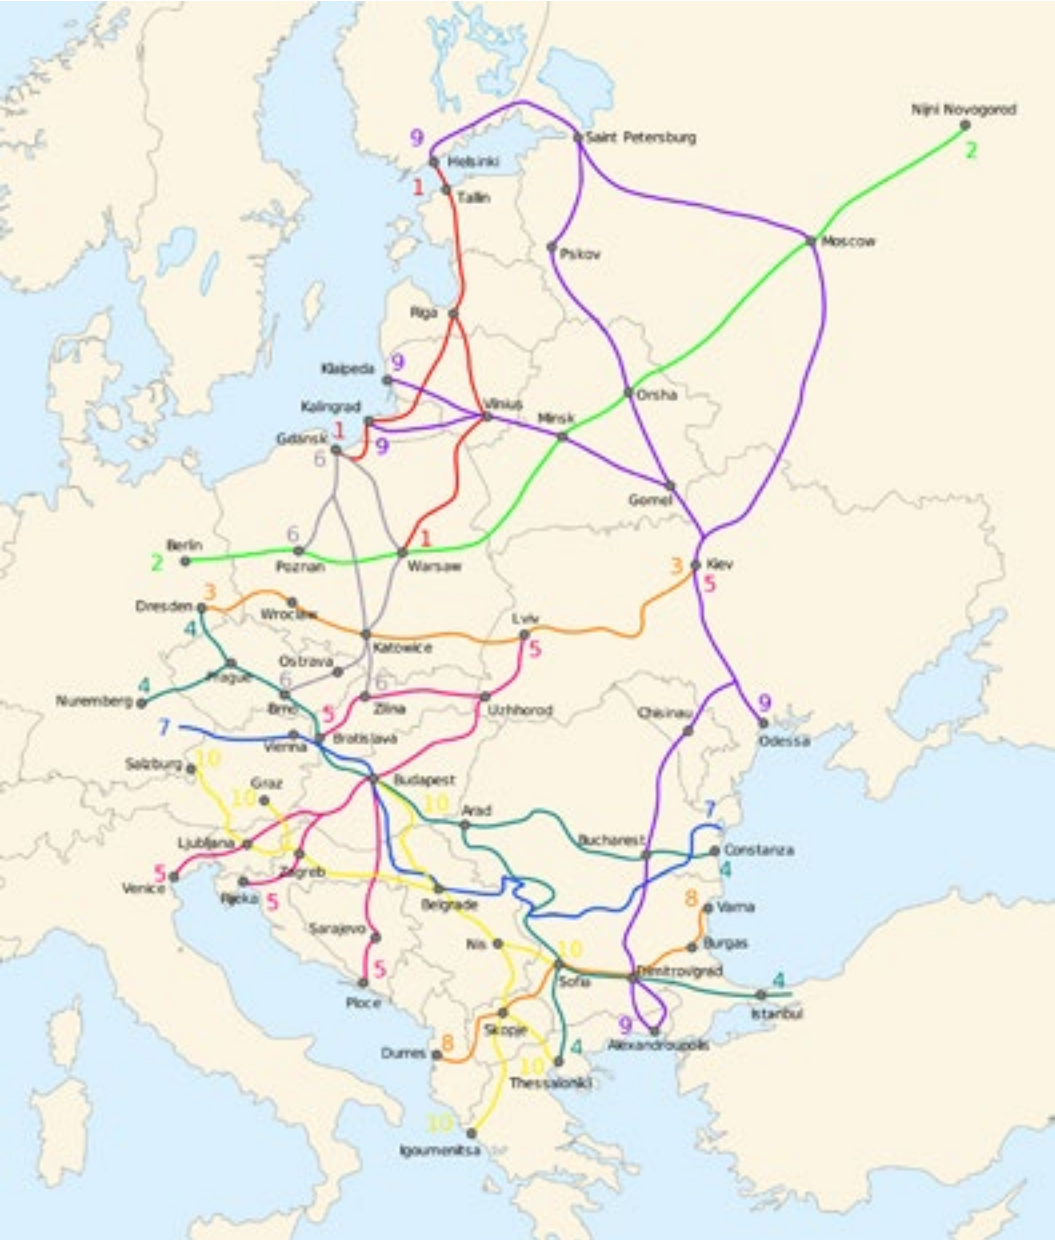 Nijni Novogorod
2
9
Saint Petersburg
Helsinki
1
Tallin
Moscow
Pskov
Riga
Klaipeda
9
Orsha
Kalingrad
Vinius
Minsk
1
Gdansk
9
6
Gomel
6
1
Berlin
2
Poznan
Warsaw
3
Kiev
5
3
Dresden
Wroclaw
4
Lviv
5
Katowice
Ostrava
Prague
4
Nuremberg
6
Brno
6
Zilina
Uzhhorod
5
9
Chisinau
Odessa
7
Vienna
Bratislava
Salzburg
10
Graz
10
Budapest
10
Arad
7
Ljubljana
Bucharest
Constanza
4
Zagreb
5
Venice
Rjeka
5
Belgrade
8
Varna
Sarajevo
Nis
10
Burgas
5
Sofia
Dimitrovgrad
4
Ploce
Istanbul
Skopje
9
Alexandroupolis
8
Durres
4
10
Thessaloniki
10
Igoumenitsa